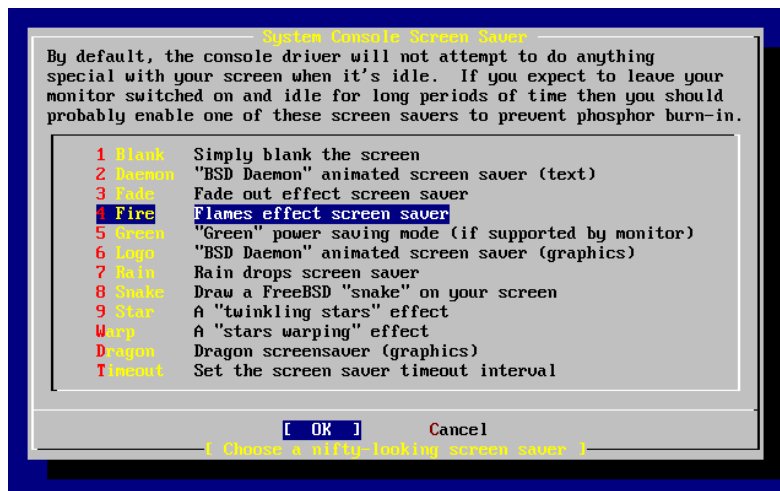 System Console Screen Saver
By default, the console driver will not attempt to do anything
special with your screen when it's idle.  If you expect to leave your
monitor switched on and idle for long periods of time then you should
probably enable one of these screen savers to prevent phosphor burn-in.
1 Blank   Simply blank the screen
2 Daemon  "BSD Daemon" animated screen saver (text)
3 Fade    Fade out effect screen saver
4 Fire    Flames effect screen saver
5 Green   "Green" power saving mode (if supported by monitor)
6 Logo    "BSD Daemon" animated screen saver (graphics)
7 Rain    Rain drops screen saver
8 Snake   Draw a FreeBSD "snake" on your screen
9 Star    A "twinkling stars" effect
Warp      A "stars warping" effect
Dragon    Dragon screensaver (graphics)
Timeout   Set the screen saver timeout interval
[  OK  ]       Cancel
[ Choose a nifty-looking screen saver ]